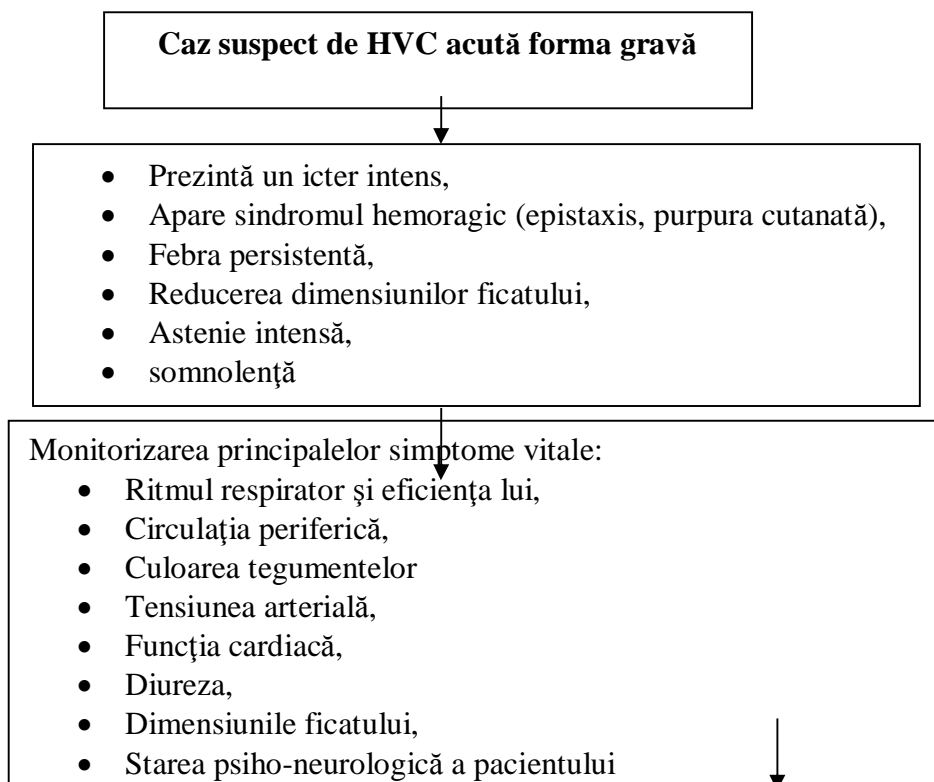 Caz suspect de HVC acută forma gravă
• Prezintă un icter intens,
• Apare sindromul hemoragic (epistaxis, purpura cutanată),
• Febra persistentă,
• Reducerea dimensiunilor ficatului,
• Astenie intensă,
• somnolenţă
Monitorizarea principalelor simptome vitale:
• Ritmul respirator şi eficienţa lui,
• Circulaţia periferică,
• Culoarea tegumentelor
• Tensiunea arterială,
• Funcţia cardiacă,
• Diureza,
• Dimensiunile ficatului,
• Starea psiho-neurologică a pacientului